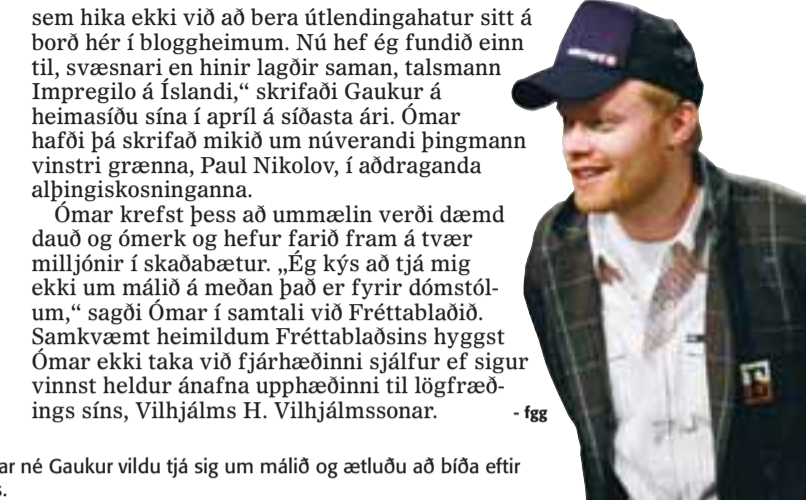 sem hika ekki við að bera útlendingahatur sitt á
borð hér í bloggheimum. Nú hef ég fundið einn
til, svæsnari en hinir lagðir saman, talsmann
Impregilo á Íslandi,“ skrifaði Gaukur á
heimasíðu sína í apríl á síðasta ári. Ómar
hafði þá skrifað mikið um núverandi þingmann
vinstri grænna, Paul Nikolov, í aðdraganda
alþingiskosninganna.
Ómar krefst þess að ummælin verði dæmd
dauð og ómerk og hefur farið fram á tvær
milljónir í skaðabætur. „Ég kýs að tjá mig
ekki um málið á meðan það er fyrir dómstól-
um,“ sagði Ómar í samtali við Fréttablaðið.
Samkvæmt heimildum Fréttablaðsins hyggst
Ómar ekki taka við fjárhæðinni sjálfur ef sigur
vinnst heldur ánafna upphæðinni til lögfræð-
ings síns, Vilhjálms H. Vilhjálmssonar. - fgg
ar né Gaukur vildu tjá sig um málið og ætluðu að bíða eftir
s.